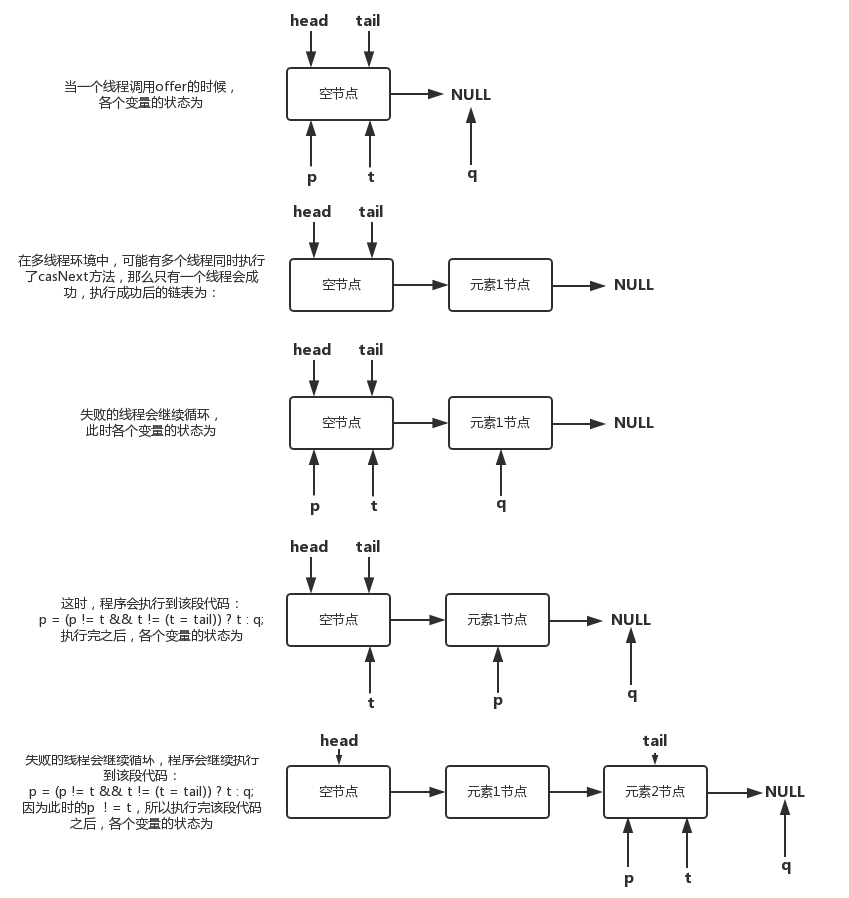 head tail
当一个线程调用offer的时候，
各个变量的状态为
空节点 NULL
p t q
head tail
在多线程环境中，可能有多个线程同时执行
了casNext方法，那么只有一个线程会成
功，执行成功后的链表为：
空节点 元素1节点 NULL
head tail
失败的线程会继续循环，
此时各个变量的状态为
空节点 元素1节点 NULL
p t q
head tail
这时，程序会执行到该段代码：
p = (p != t && t != (t = tail)) ? t : q;
执行完之后，各个变量的状态为
空节点 元素1节点 NULL
t p q
head tail
失败的线程会继续循环，程序会继续执行
到该段代码：
p = (p != t && t != (t = tail)) ? t : q;
因为此时的p ！= t，所以执行完该段代码
之后，各个变量的状态为
空节点 元素1节点 元素2节点 NULL
p t q